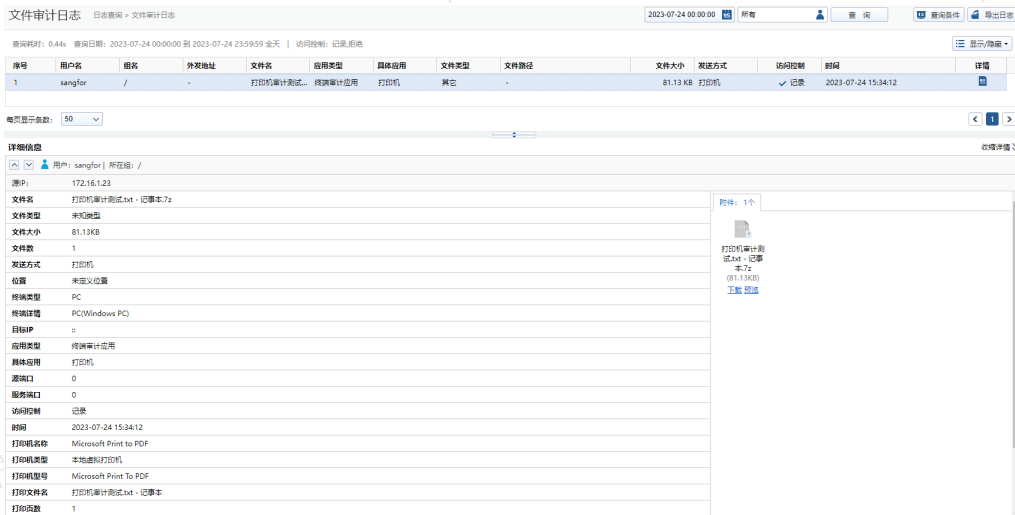 文件审计日志 日志查询 > 文件审计日志 2023-07-24 00:00:00 所有 查 询 查询条件 导出日志
查询耗时：0.44s 查询日期：2023-07-24 00:00:00 到 2023-07-24 23:59:59 全天 | 访问控制：记录,拒绝 显示/隐藏
序号 用户名 组名 外发地址 文件名 应用类型 具体应用 文件类型 文件路径 文件大小 发送方式 访问控制 时间 详情
1 sangfor / - 打印机审计测试... 终端审计应用 打印机 其它 - 81.13 KB 打印机 记录 2023-07-24 15:34:12
每页显示条数： 50 1
详细信息 收缩详情
用户：sangfor | 所在组：/
源IP： 172.16.1.23
文件名 打印机审计测试.txt - 记事本.7z
附件： 1个
文件类型 未知类型
文件大小 81.13KB
文件数 1
打印机审计测
试.txt - 记事
本.7z
(81.13KB)
下载 预览
发送方式 打印机
位置 未定义位置
终端类型 PC
终端详情 PC(Windows PC)
目标IP ::
应用类型 终端审计应用
具体应用 打印机
源端口 0
服务端口 0
访问控制 记录
时间 2023-07-24 15:34:12
打印机名称 Microsoft Print to PDF
打印机类型 本地虚拟打印机
打印机型号 Microsoft Print To PDF
打印文件名 打印机审计测试.txt - 记事本
打印页数 1